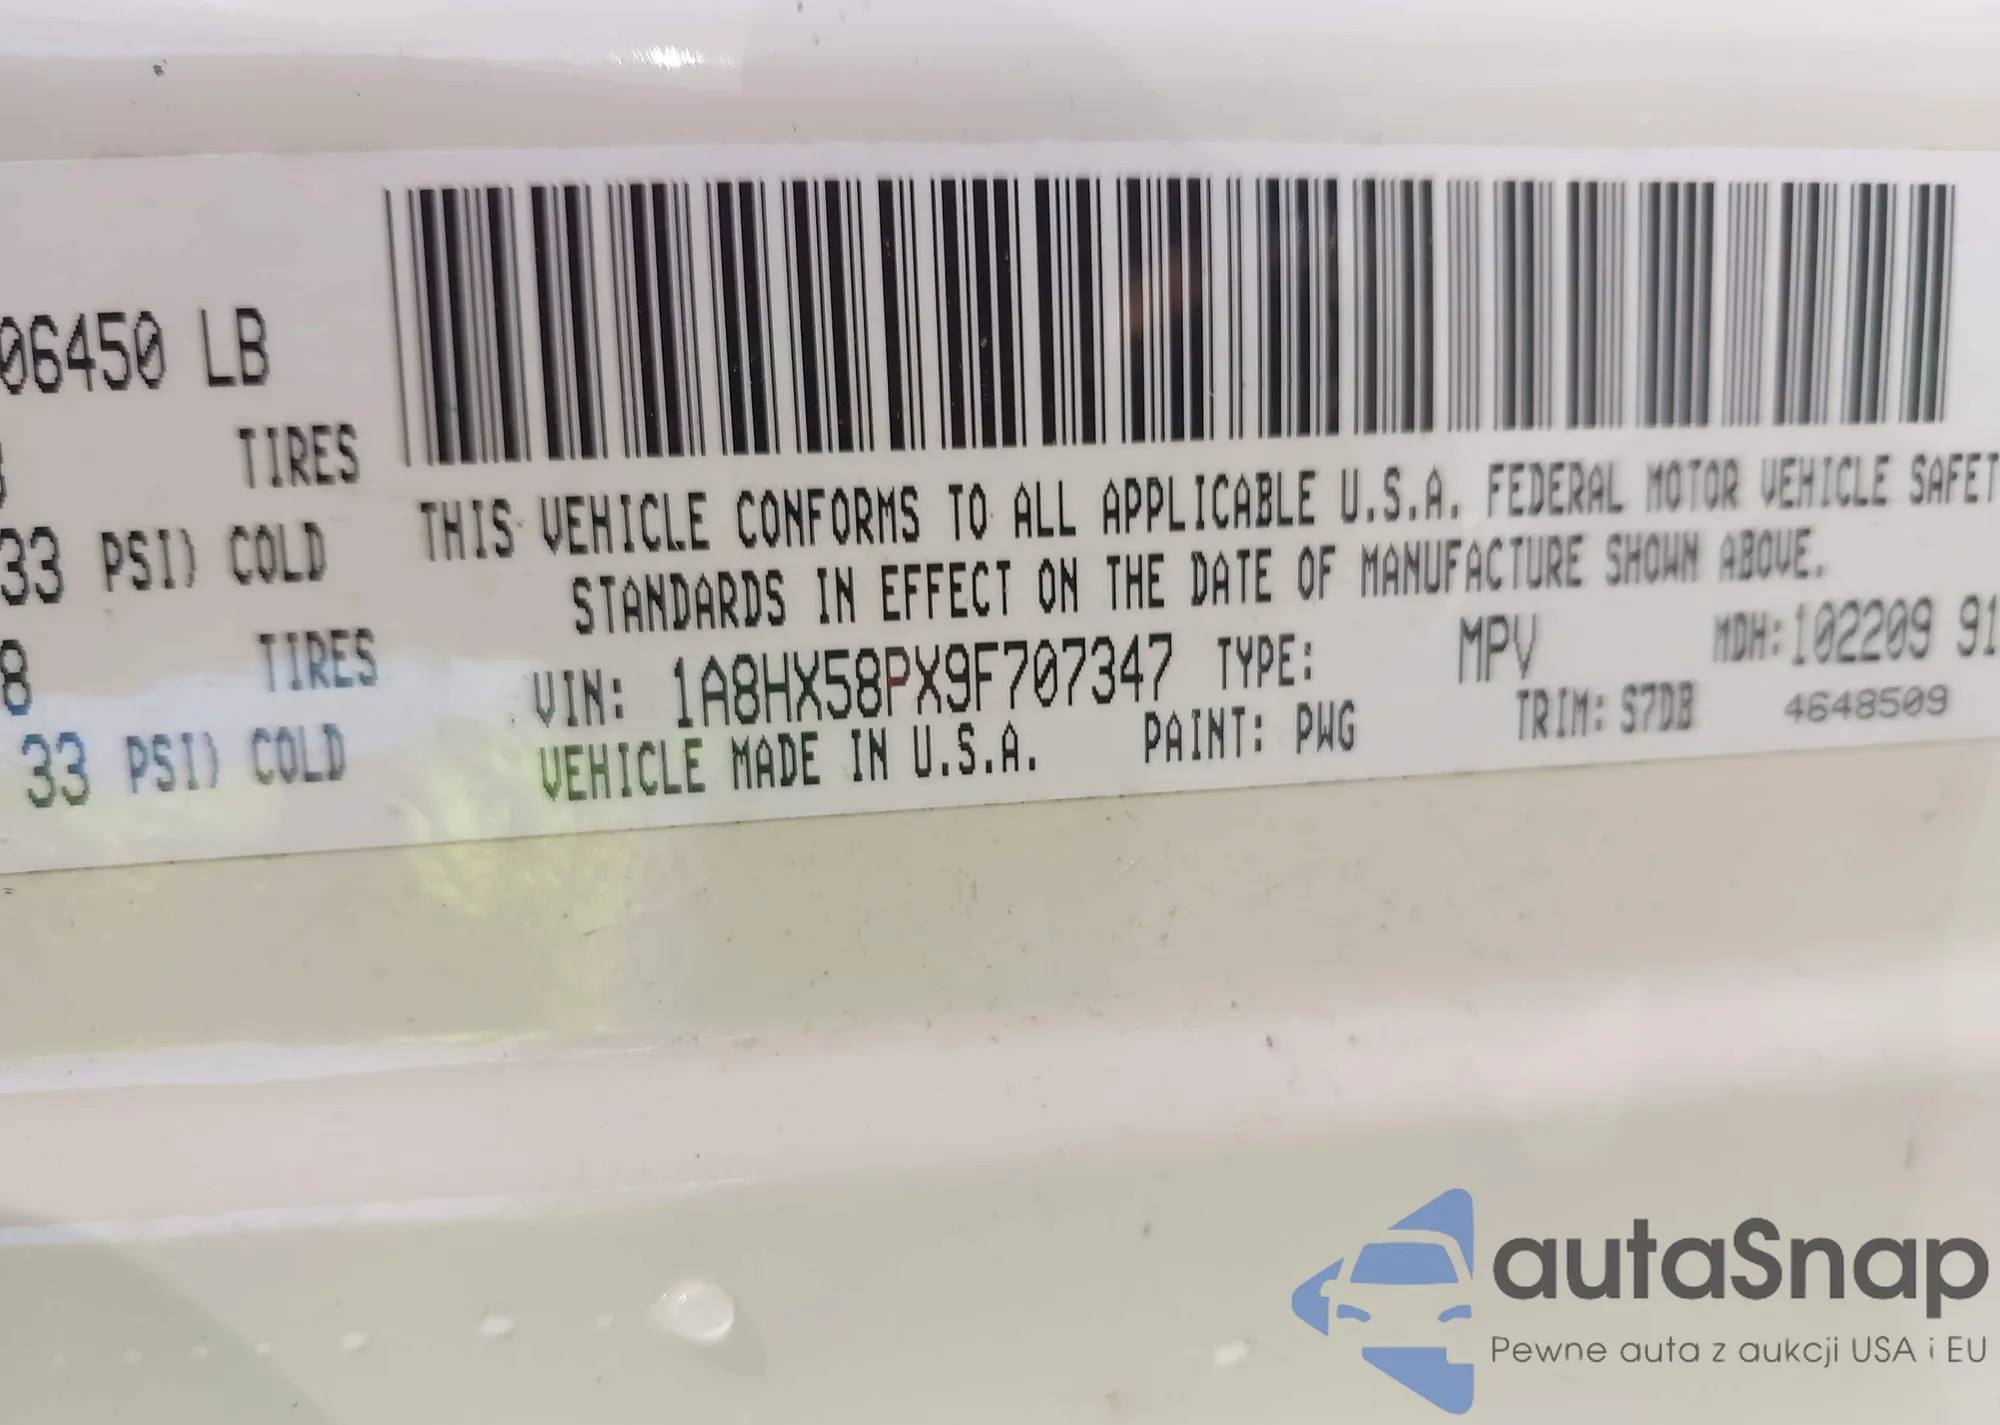 06450 LB
TIRES
33 PSI) COLD
8 TIRES
33 PSI) COLD
THIS VEHICLE CONFORMS TO ALL APPLICABLE U.S.A. FEDERAL MOTOR VEHICLE SAFET
STANDARDS IN EFFECT ON THE DATE OF MANUFACTURE SHOWN ABOVE.
VIN: 1A8HX58PX9F707347 TYPE: MPV MDH:102209 91
VEHICLE MADE IN U.S.A. PAINT: PWG TRIM: S7DB 4648509
autaSnap
Pewne auta z aukcji USA i EU